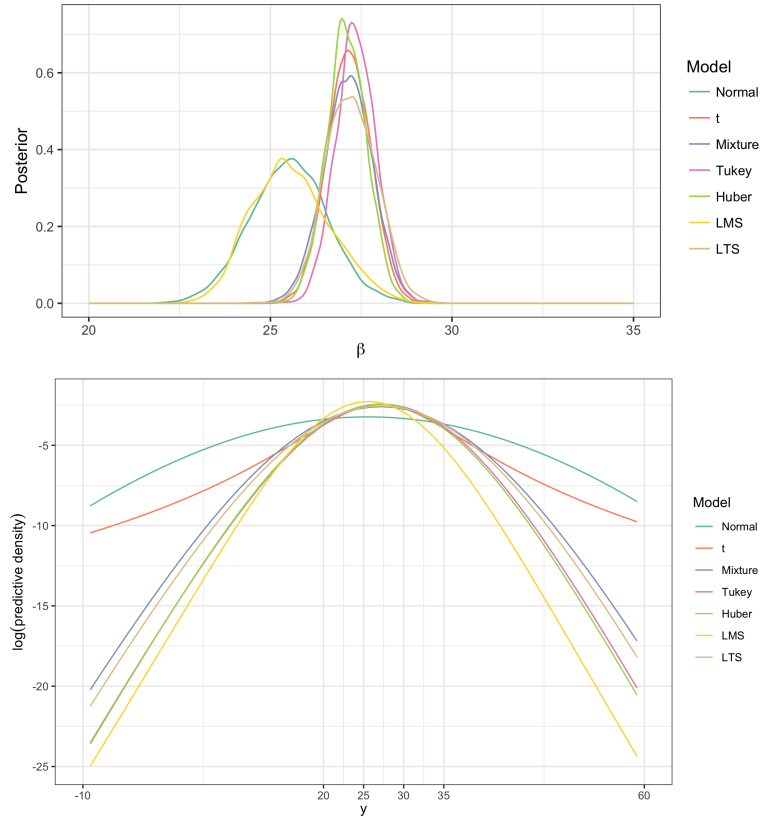 Posterior
0.6
0.4
0.2
0.0
20 25 30 35
β
Model
Normal
t
Mixture
Tukey
Huber
LMS
LTS
log(predictive density)
-5
-10
-15
-20
-25
-10 20 25 30 35 60
y
Model
Normal
t
Mixture
Tukey
Huber
LMS
LTS